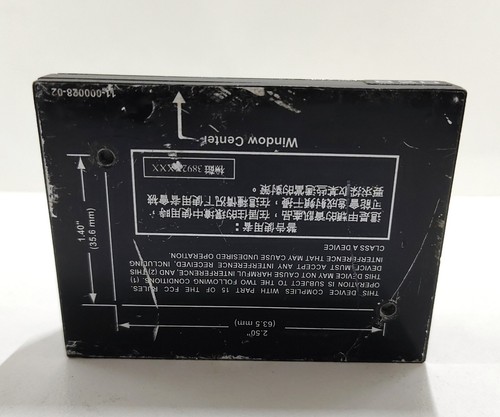 2.50"
(63.5 mm)
THIS DEVICE COMPLIES WITH PART 15 OF THE FCC RULES.
OPERATION IS SUBJECT TO THE TWO FOLLOWING CONDITIONS: (1)
THIS DEVICE MAY NOT CAUSE HARMFUL INTERFERENCE, AND (2) THIS
DEVICE MUST ACCEPT ANY INTERFERENCE RECEIVED, INCLUDING
INTERFERENCE THAT MAY CAUSE UNDESIRED OPERATION.
CLASS A DEVICE
1.40"
(35.6 mm)
警告使用者：
這是甲類的資訊產品，在居住的環境中使用時，
可能會造成射頻干擾，在這種情況下使用者會被
要求採取某些適當的對策。
Window Center
11-000028-02